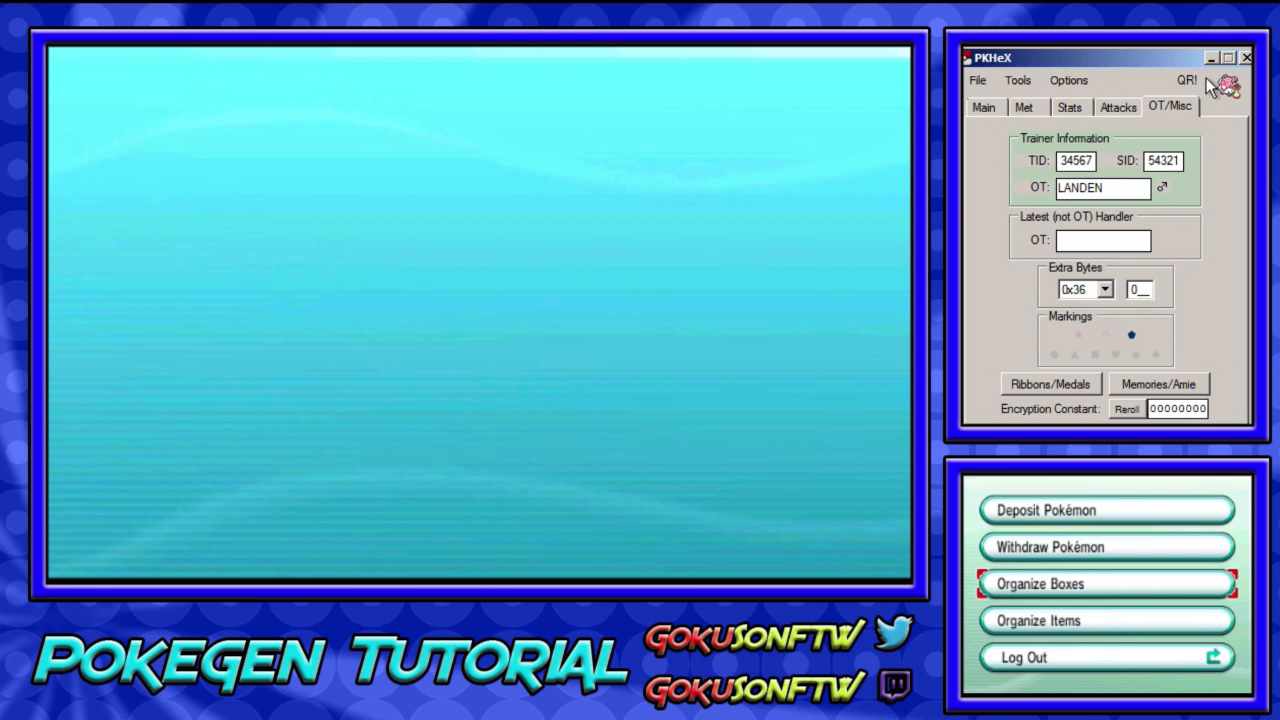 PKHeX
File Tools Options QR!
Main Met Stats Attacks OT/Misc
Trainer Information
TID: 34567 SID: 54321
OT: LANDEN ♂
Latest (not OT) Handler
OT:
Extra Bytes
0x36 0__
Markings
Ribbons/Medals Memories/Amie
Encryption Constant: Reroll 00000000
Deposit Pokémon
Withdraw Pokémon
Organize Boxes
Organize Items
Log Out
POKEGEN TUTORIAL
GOKUSONFTW
GOKUSONFTW